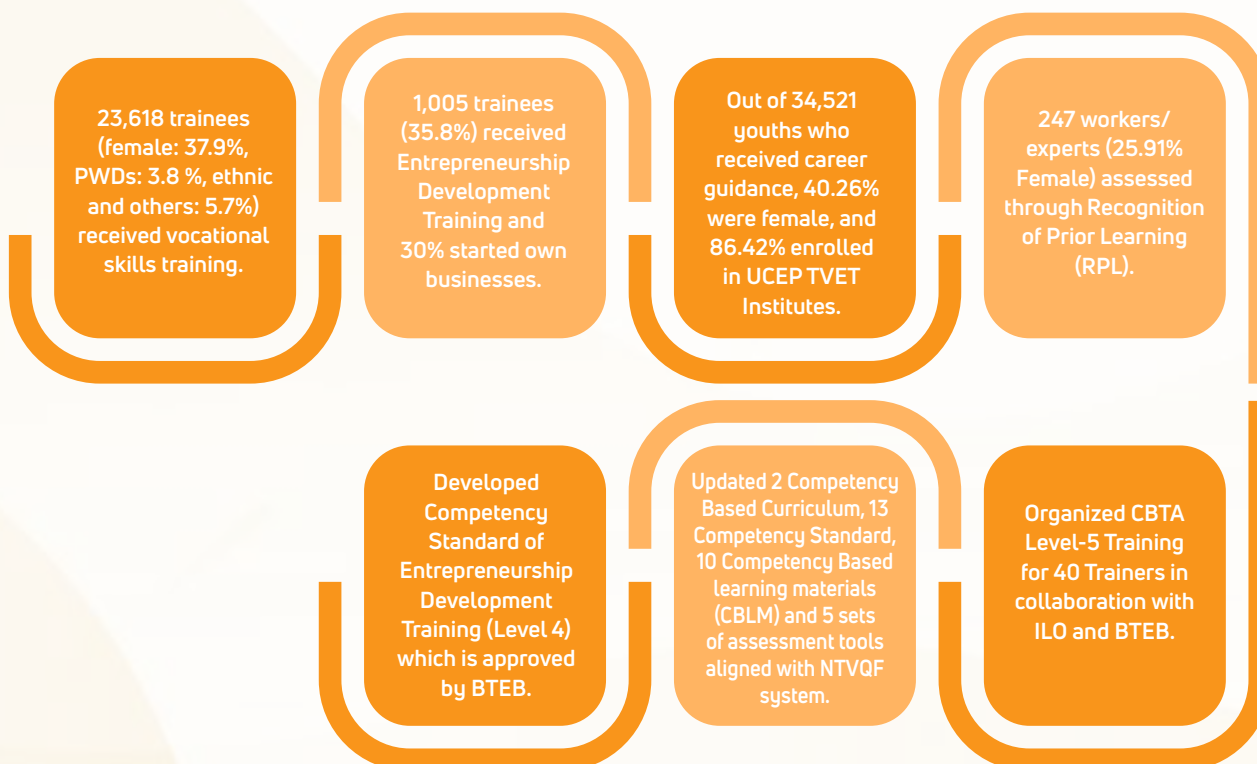 23,618 trainees
(female: 37.9%,
PWDs: 3.8 %, ethnic
and others: 5.7%)
received vocational
skills training.
1,005 trainees
(35.8%) received
Entrepreneurship
Development
Training and
30% started own
businesses.
Out of 34,521
youths who
received career
guidance, 40.26%
were female, and
86.42% enrolled
in UCEP TVET
Institutes.
247 workers/
experts (25.91%
Female) assessed
through Recognition
of Prior Learning
(RPL).
Developed
Competency
Standard of
Entrepreneurship
Development
Training (Level 4)
which is approved
by BTEB.
Updated 2 Competency
Based Curriculum, 13
Competency Standard,
10 Competency Based
learning materials
(CBLM) and 5 sets
of assessment tools
aligned with NTVQF
system.
Organized CBTA
Level-5 Training
for 40 Trainers in
collaboration with
ILO and BTEB.